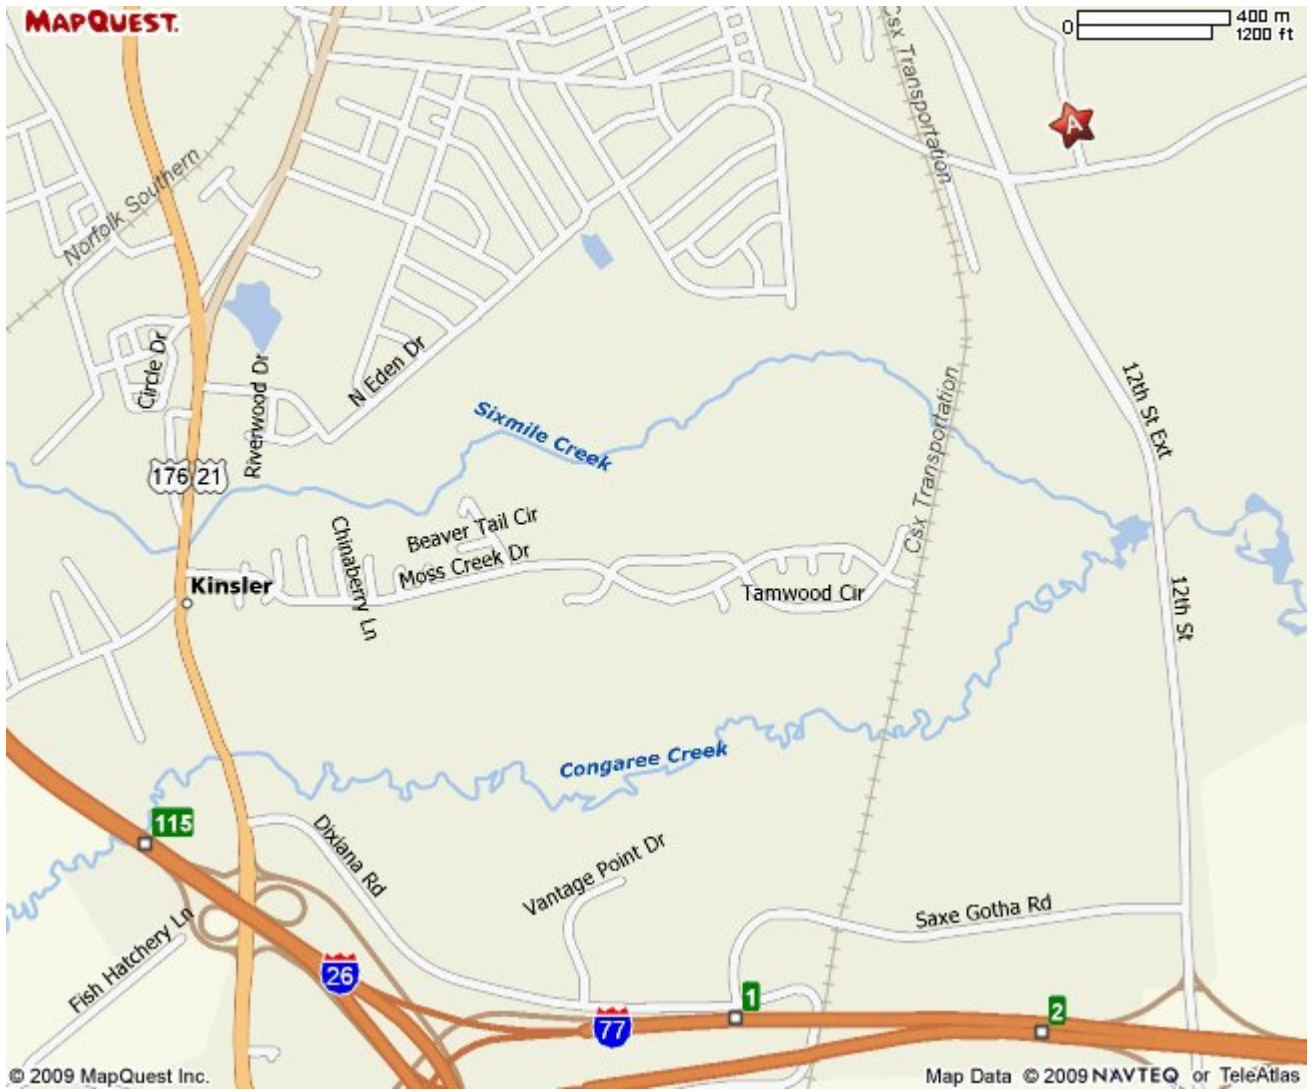 MAPQUEST.
0
400 m
1200 ft
Csx Transportation
A
Norfolk Southern
Circle Dr
Riverwood Dr
N Eden Dr
12th St Ext
Sixmile Creek
176
21
Csx Transportation
Chinaberry Ln
Beaver Tail Cir
Moss Creek Dr
Kinsler
Tamwood Cir
12th St
Congaree Creek
115
Dixiana Rd
Vantage Point Dr
Saxe Gotha Rd
Fish Hatchery Ln
26
77
1
2
© 2009 MapQuest Inc.
Map Data © 2009 NAVTEQ or TeleAtlas